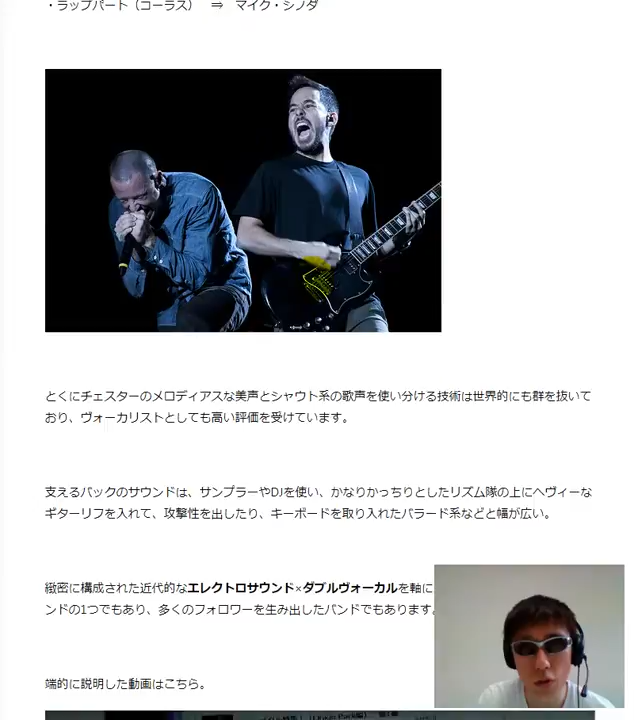 ・ラップパート（コーラス）　⇒　マイク・シノダ
とくにチェスターのメロディアスな美声とシャウト系の歌声を使い分ける技術は世界的にも群を抜いて
おり、ヴォーカリストとしても高い評価を受けています。
支えるバックのサウンドは、サンプラーやDJを使い、かなりかっちりとしたリズム隊の上にヘヴィーな
ギターリフを入れて、攻撃性を出したり、キーボードを取り入れたバラード系などと幅が広い。
緻密に構成された近代的なエレクトロサウンド×ダブルヴォーカルを軸に
ンドの1つでもあり、多くのフォロワーを生み出したバンドでもあります。
端的に説明した動画はこちら。